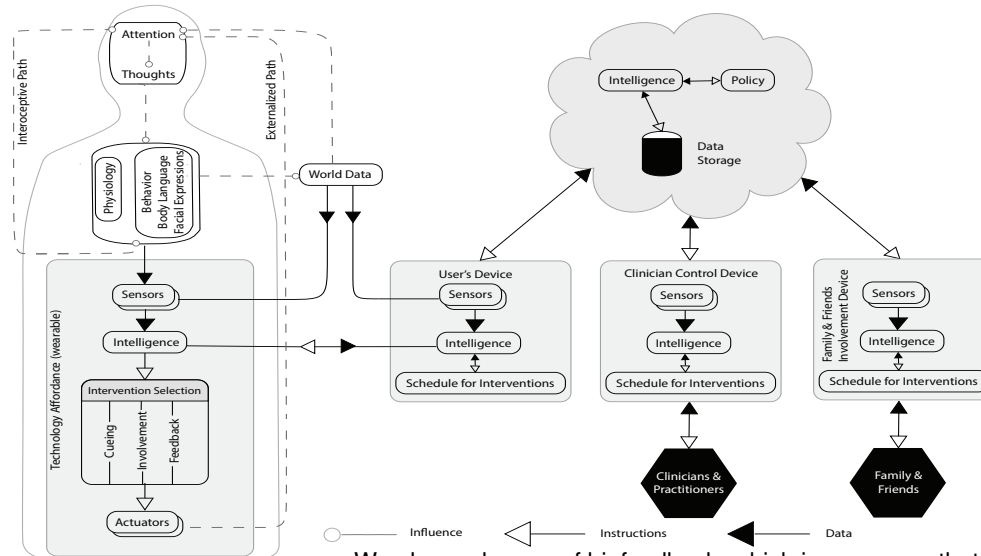 Attention
Thoughts
Interoceptive Path
Externalized Path
Physiology
Behavior
Body Language
Facial Expressions
World Data
Intelligence
Policy
Data
Storage
Technology Affordance (wearable)
Sensors
Intelligence
Intervention Selection
Cueing
Involvement
Feedback
Actuators
User's Device
Sensors
Intelligence
Schedule for Interventions
Clinician Control Device
Sensors
Intelligence
Schedule for Interventions
Family & Friends
Involvement Device
Sensors
Intelligence
Schedule for Interventions
Clinicians &
Practitioners
Family &
Friends
Influence
Instructions
Data